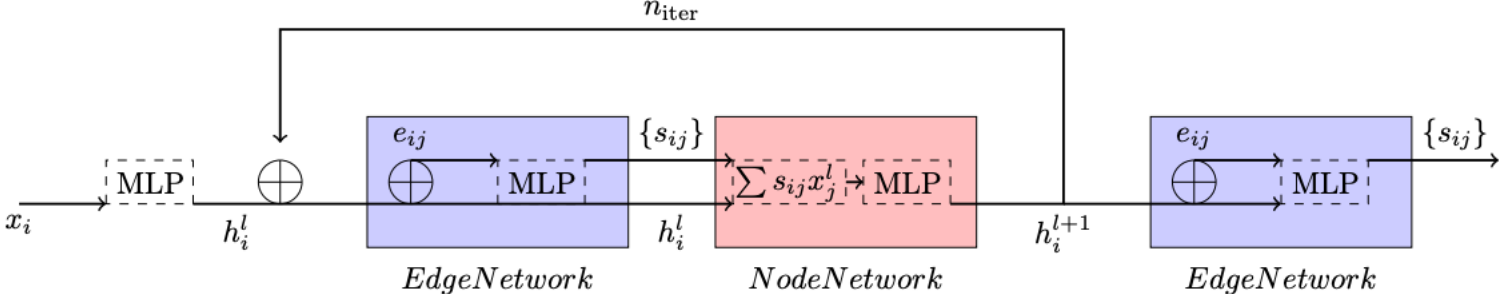 n_iter
e_ij {s_ij} e_ij {s_ij}
MLP MLP ∑ s_ij x_j^l MLP MLP
x_i h_i^l h_i^l h_i^{l+1}
EdgeNetwork NodeNetwork EdgeNetwork